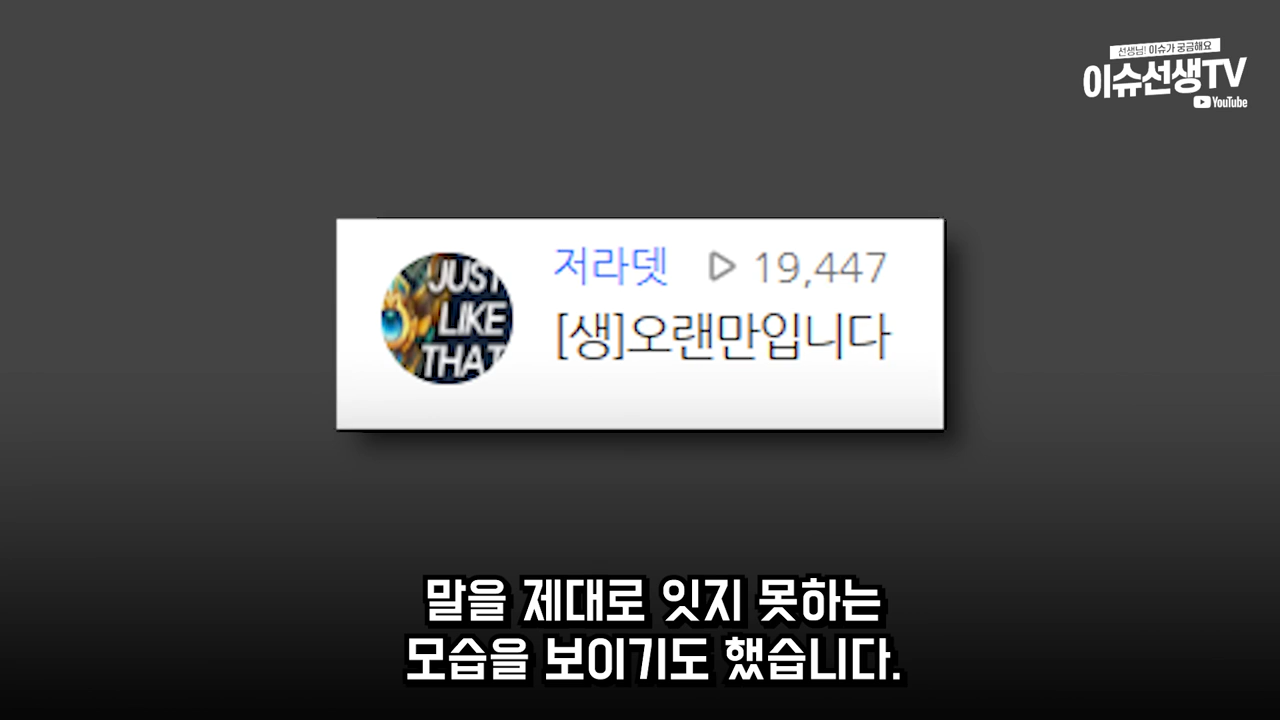 선생님! 이슈가 궁금해요
이슈선생TV
YouTube
저라뎃 ▷ 19,447
[생]오랜만입니다
JUST
LIKE
THAT
말을 제대로 잇지 못하는
모습을 보이기도 했습니다.